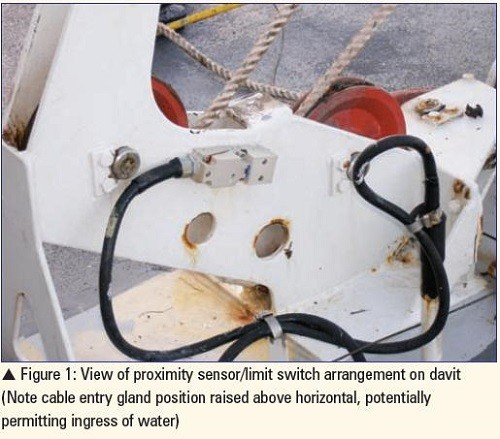 ▲ Figure 1: View of proximity sensor/limit switch arrangement on davit
(Note cable entry gland position raised above horizontal, potentially
permitting ingress of water)